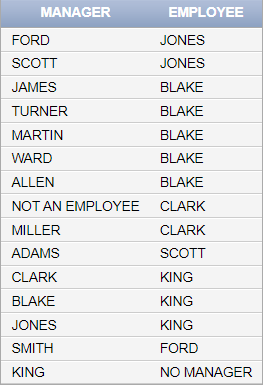 MANAGER EMPLOYEE
FORD JONES
SCOTT JONES
JAMES BLAKE
TURNER BLAKE
MARTIN BLAKE
WARD BLAKE
ALLEN BLAKE
NOT AN EMPLOYEE CLARK
MILLER CLARK
ADAMS SCOTT
CLARK KING
BLAKE KING
JONES KING
SMITH FORD
KING NO MANAGER